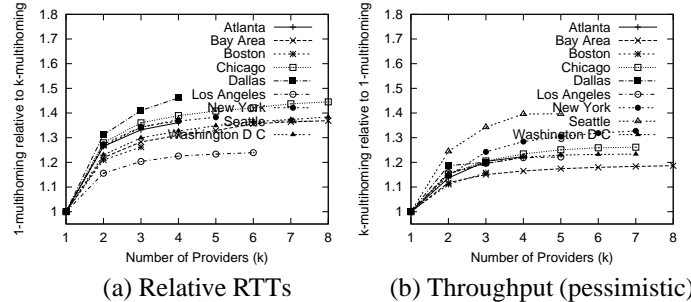 1-multihoming relative to k-multihoming
1.8
1.7
1.6
1.5
1.4
1.3
1.2
1.1
1
1 2 3 4 5 6 7 8
Number of Providers (k)
Atlanta
Bay Area
Boston
Chicago
Dallas
Los Angeles
New York
Seattle
Washington D C
(a) Relative RTTs
k-multihoming relative to 1-multihoming
1.8
1.7
1.6
1.5
1.4
1.3
1.2
1.1
1
1 2 3 4 5 6 7 8
Number of Providers (k)
Atlanta
Bay Area
Boston
Chicago
Dallas
Los Angeles
New York
Seattle
Washington D C
(b) Throughput (pessimistic)